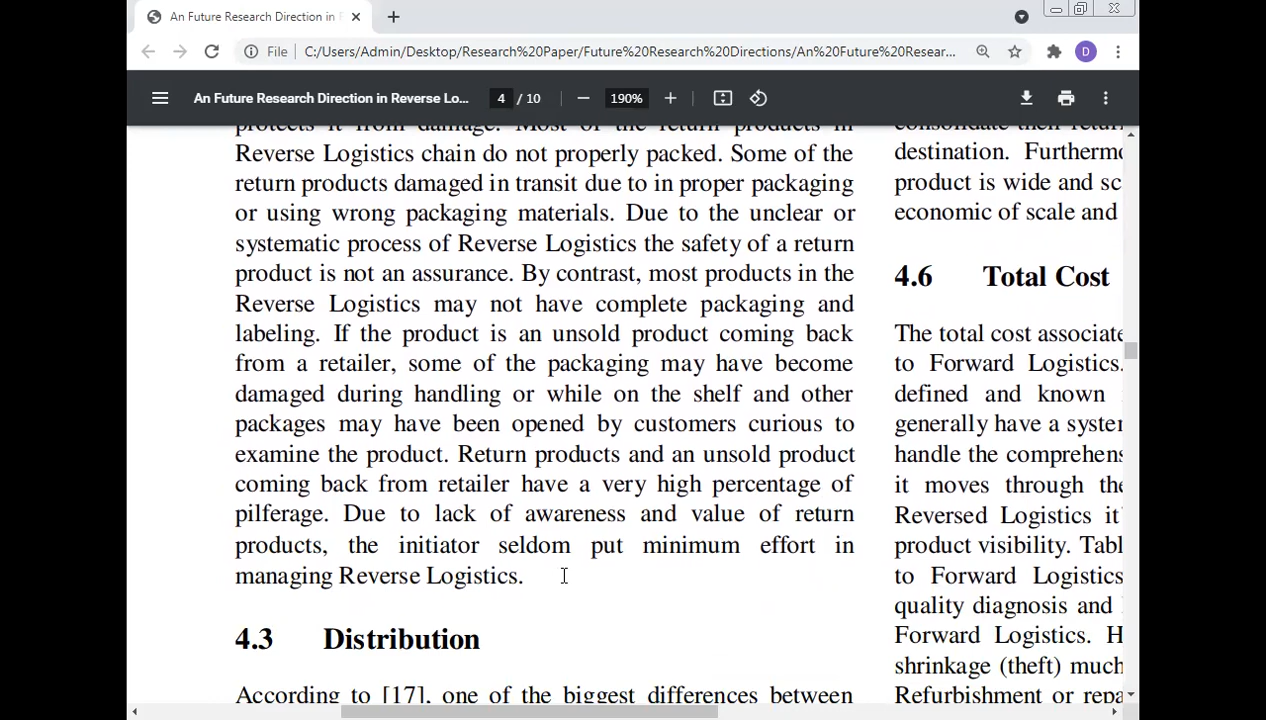 An Future Research Direction in
File C:/Users/Admin/Desktop/Research%20Paper/Future%20Research%20Directions/An%20Future%20Resear...
D
An Future Research Direction in Reverse Lo...
4 / 10
190%
protects it from damage. Most of the return products in
Reverse Logistics chain do not properly packed. Some of the
return products damaged in transit due to in proper packaging
or using wrong packaging materials. Due to the unclear or
systematic process of Reverse Logistics the safety of a return
product is not an assurance. By contrast, most products in the
Reverse Logistics may not have complete packaging and
labeling. If the product is an unsold product coming back
from a retailer, some of the packaging may have become
damaged during handling or while on the shelf and other
packages may have been opened by customers curious to
examine the product. Return products and an unsold product
coming back from retailer have a very high percentage of
pilferage. Due to lack of awareness and value of return
products, the initiator seldom put minimum effort in
managing Reverse Logistics.
4.3 Distribution
According to [17], one of the biggest differences between
consolidate their retur
destination. Furthermo
product is wide and sc
economic of scale and
4.6 Total Cost
The total cost associate
to Forward Logistics.
defined and known
generally have a syster
handle the comprehens
it moves through the
Reversed Logistics it'
product visibility. Tabl
to Forward Logistics
quality diagnosis and
Forward Logistics. H
shrinkage (theft) much
Refurbishment or repa